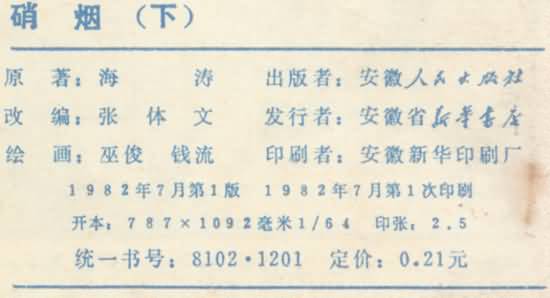 硝烟（下）
原著：海涛 出版者：安徽人民出版社
改编：张体文 发行者：安徽省新华书店
绘画：巫俊 钱流 印刷者：安徽新华印刷厂
1982年7月第1版 1982年7月第1次印刷
开本：787×1092毫米1/64 印张：2.5
统一书号：8102·1201 定价：0.21元